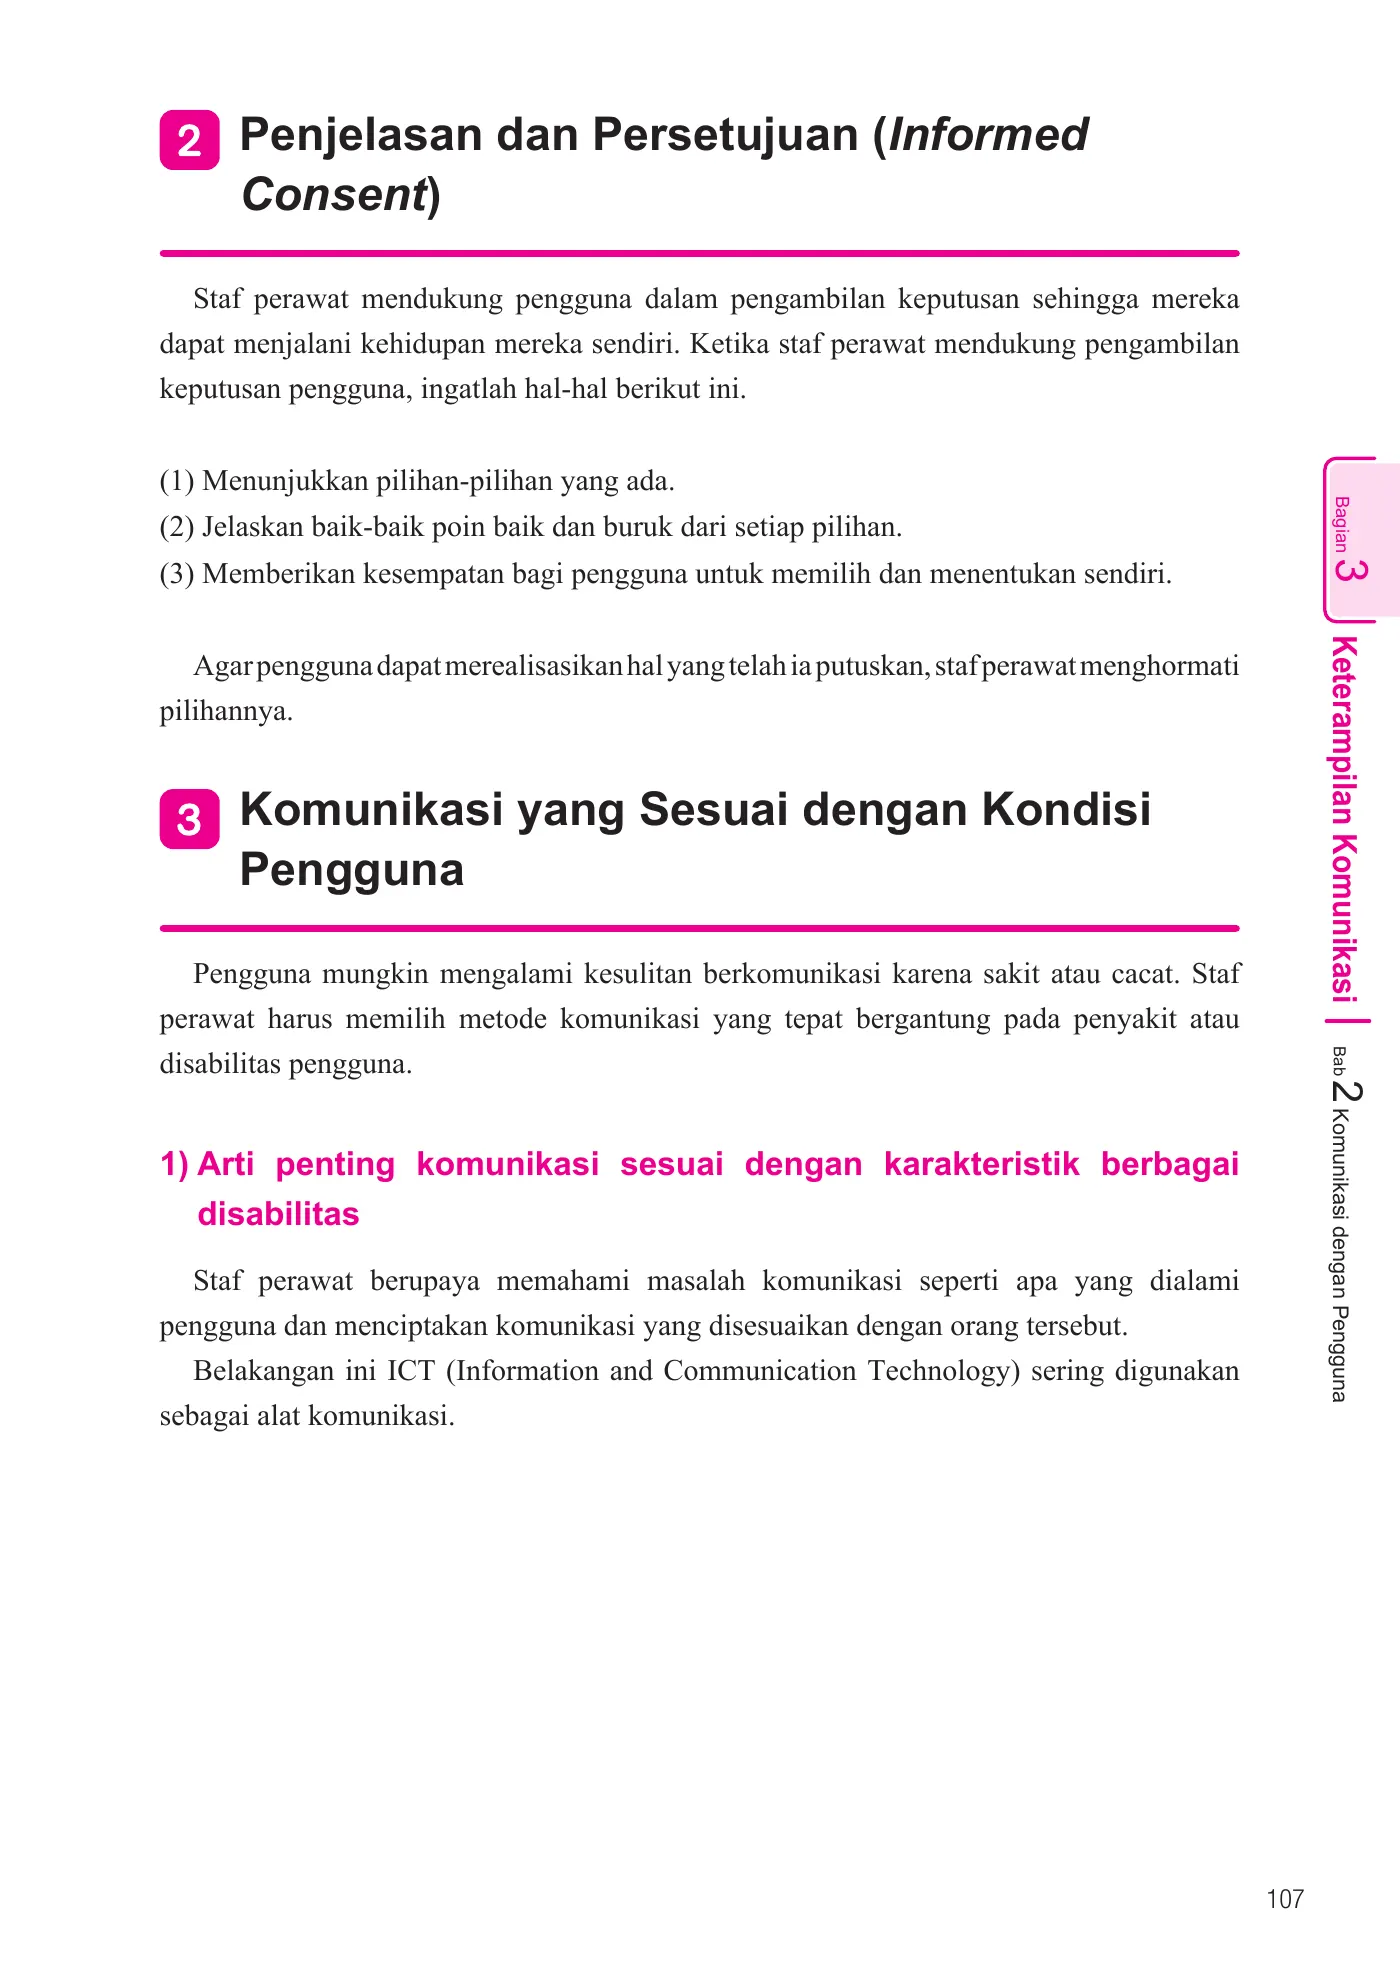 2 Penjelasan dan Persetujuan (Informed
Consent)
Staf perawat mendukung pengguna dalam pengambilan keputusan sehingga mereka
dapat menjalani kehidupan mereka sendiri. Ketika staf perawat mendukung pengambilan
keputusan pengguna, ingatlah hal-hal berikut ini.
(1) Menunjukkan pilihan-pilihan yang ada.
(2) Jelaskan baik-baik poin baik dan buruk dari setiap pilihan.
(3) Memberikan kesempatan bagi pengguna untuk memilih dan menentukan sendiri.
Agar pengguna dapat merealisasikan hal yang telah ia putuskan, staf perawat menghormati
pilihannya.
3 Komunikasi yang Sesuai dengan Kondisi
Pengguna
Pengguna mungkin mengalami kesulitan berkomunikasi karena sakit atau cacat. Staf
perawat harus memilih metode komunikasi yang tepat bergantung pada penyakit atau
disabilitas pengguna.
1) Arti penting komunikasi sesuai dengan karakteristik berbagai
disabilitas
Staf perawat berupaya memahami masalah komunikasi seperti apa yang dialami
pengguna dan menciptakan komunikasi yang disesuaikan dengan orang tersebut.
Belakangan ini ICT (Information and Communication Technology) sering digunakan
sebagai alat komunikasi.
Bagian 3 Keterampilan Komunikasi Bab 2 Komunikasi dengan Pengguna
107